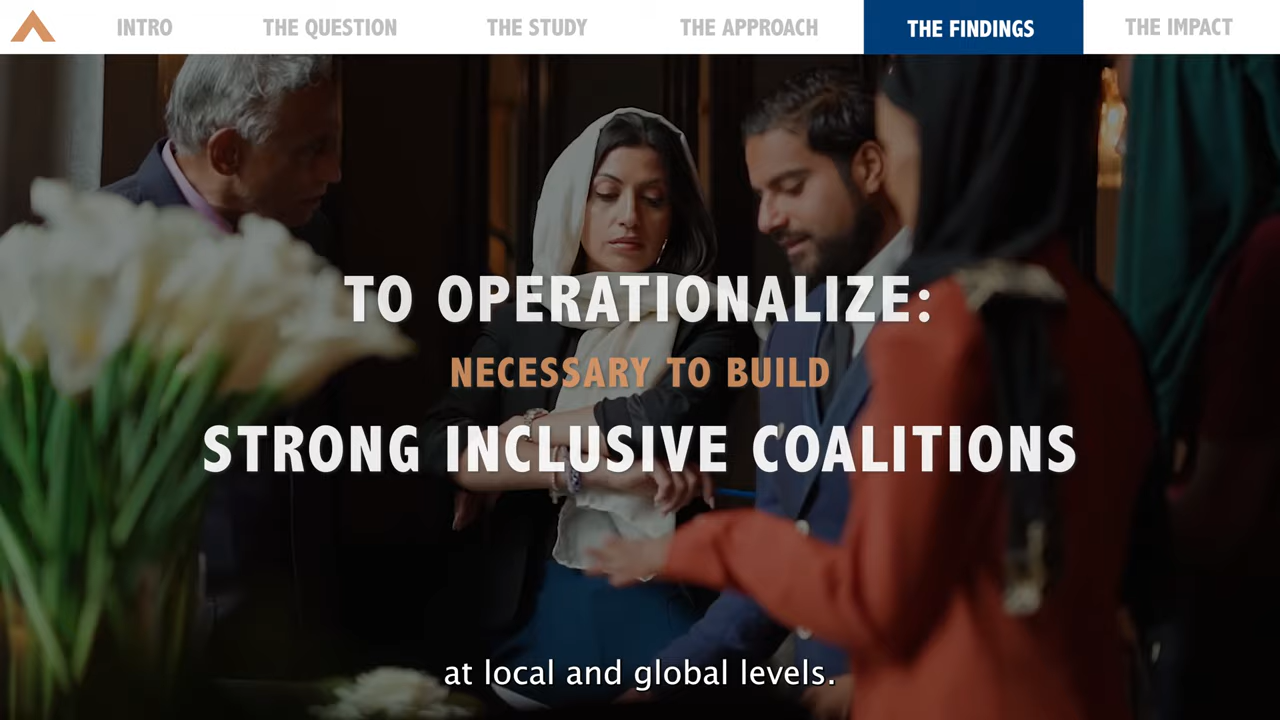 INTRO
THE QUESTION
THE STUDY
THE APPROACH
THE FINDINGS
THE IMPACT
TO OPERATIONALIZE:
NECESSARY TO BUILD
STRONG INCLUSIVE COALITIONS
at local and global levels.